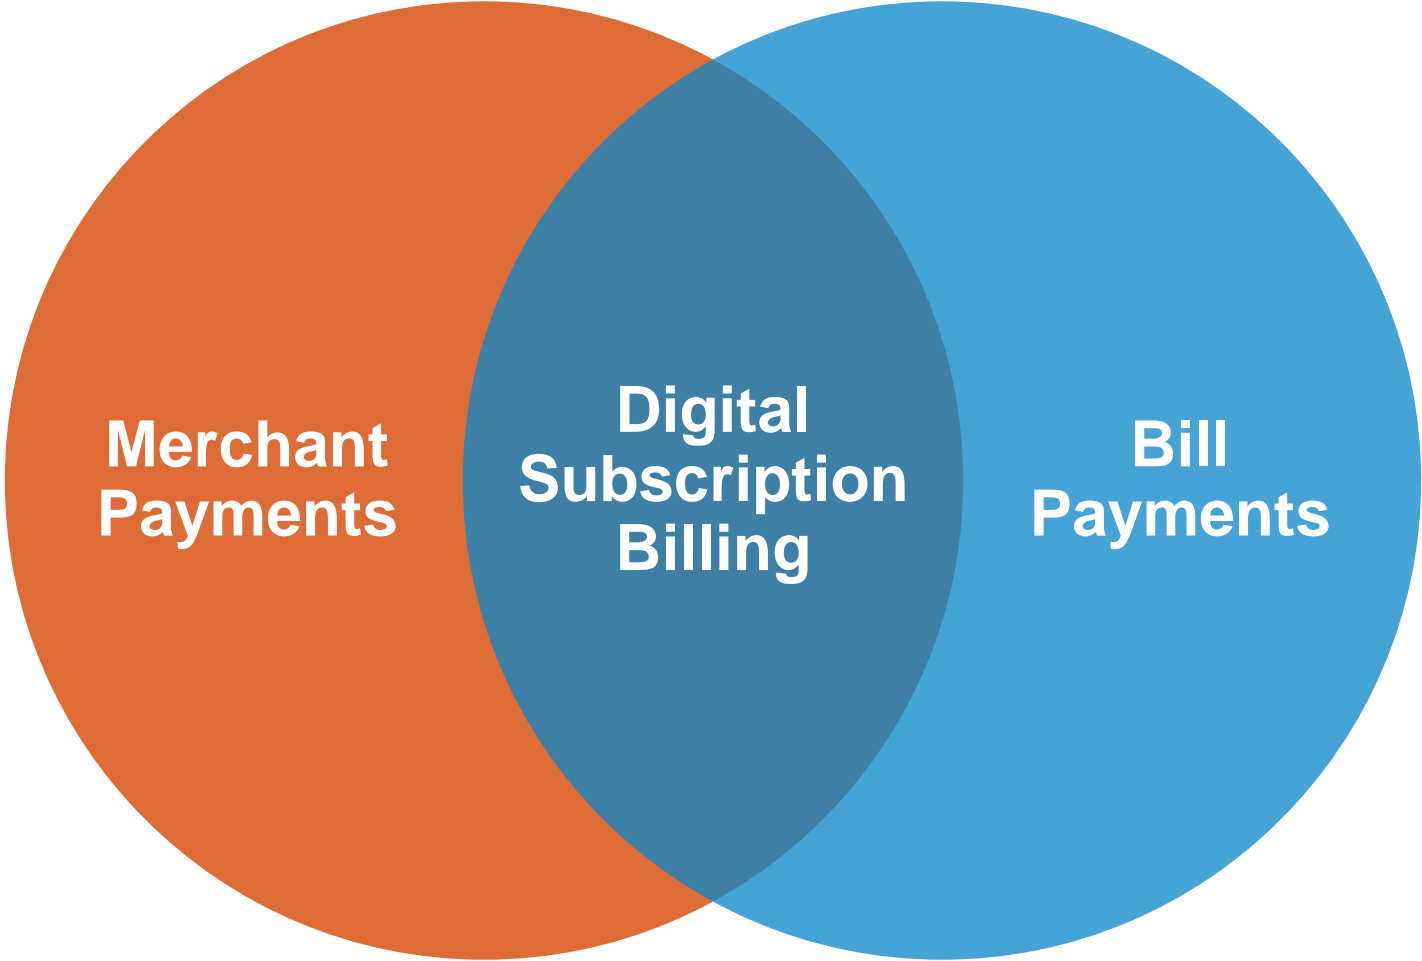 Merchant
Payments
Digital
Subscription
Billing
Bill
Payments